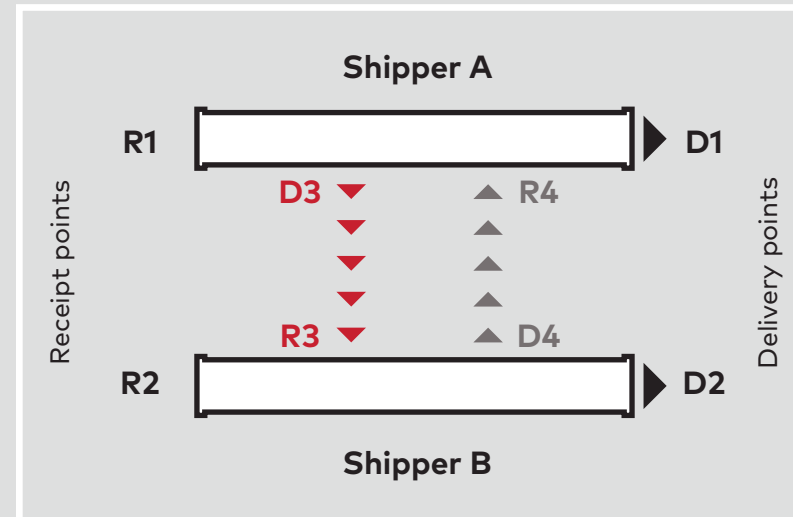 Shipper A
R1
D1
D3
R4
Receipt points
Delivery points
R3
D4
R2
D2
Shipper B